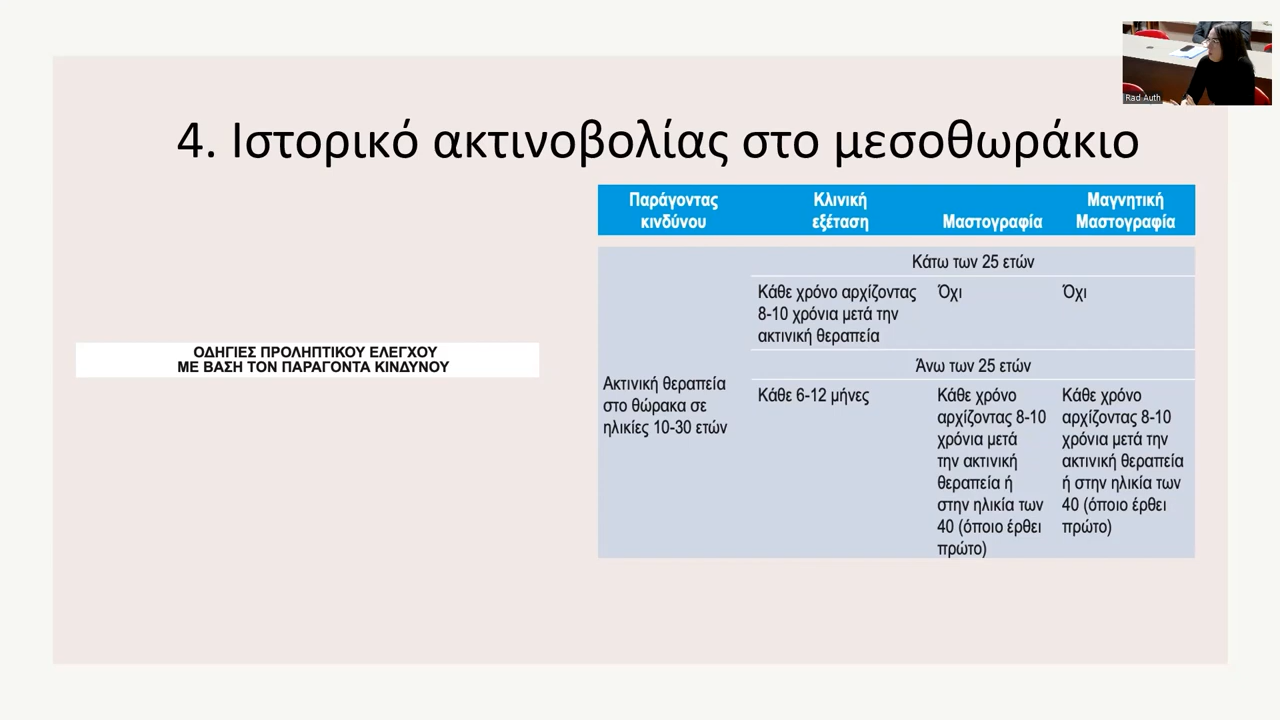 Rad Auth
4. Ιστορικό ακτινοβολίας στο μεσοθωράκιο
ΟΔΗΓΙΕΣ ΠΡΟΛΗΠΤΙΚΟΥ ΕΛΕΓΧΟΥ
ΜΕ ΒΑΣΗ ΤΟΝ ΠΑΡΑΓΟΝΤΑ ΚΙΝΔΥΝΟΥ
Παράγοντας
κινδύνου
Κλινική
εξέταση
Μαστογραφία
Μαγνητική
Μαστογραφία
Ακτινική θεραπεία
στο θώρακα σε
ηλικίες 10-30 ετών
Κάτω των 25 ετών
Κάθε χρόνο αρχίζοντας
8-10 χρόνια μετά την
ακτινική θεραπεία
Όχι
Όχι
Άνω των 25 ετών
Κάθε 6-12 μήνες
Κάθε χρόνο
αρχίζοντας 8-10
χρόνια μετά
την ακτινική
θεραπεία ή
στην ηλικία των
40 (όποιο έρθει
πρώτο)
Κάθε χρόνο
αρχίζοντας 8-10
χρόνια μετά την
ακτινική θεραπεία
ή στην ηλικία των
40 (όποιο έρθει
πρώτο)